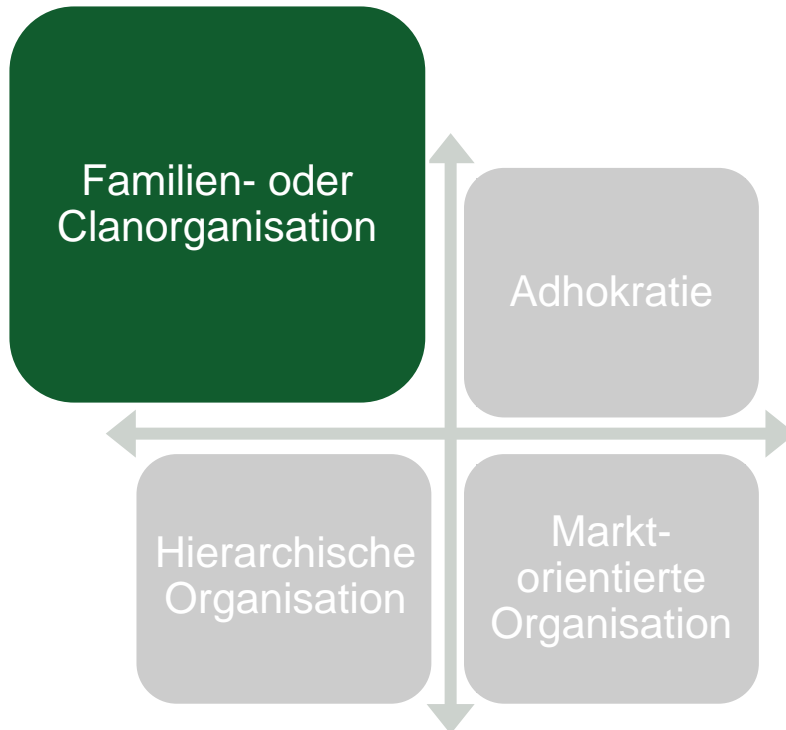 Familien- oder
Clanorganisation
Adhokratie
Hierarchische
Organisation
Markt-
orientierte
Organisation